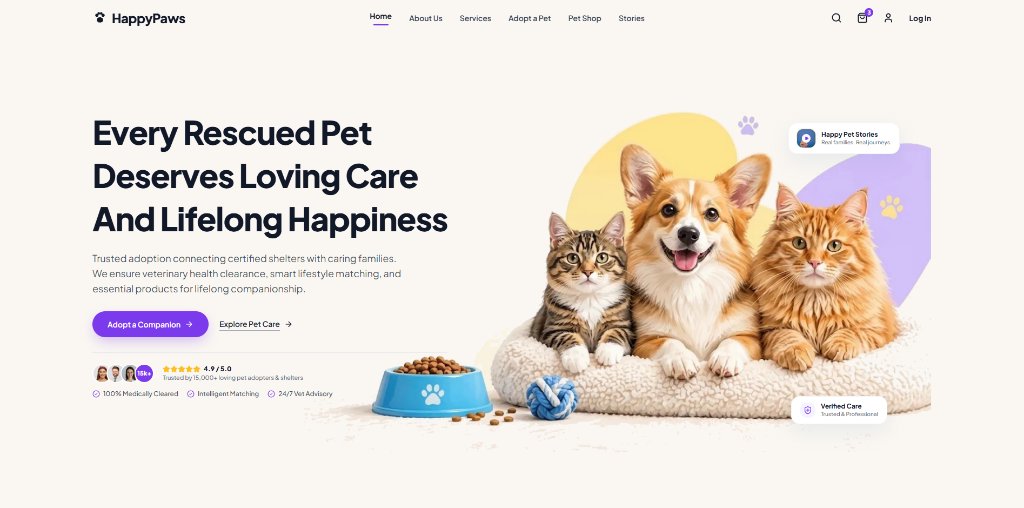 HappyPaws
Home
About Us
Services
Adopt a Pet
Pet Shop
Stories
3
Log In
Every Rescued Pet
Deserves Loving Care
And Lifelong Happiness
Trusted adoption connecting certified shelters with caring families.
We ensure veterinary health clearance, smart lifestyle matching, and
essential products for lifelong companionship.
Adopt a Companion
Explore Pet Care
15k+
4.9 / 5.0
Trusted by 15,000+ loving pet adopters & shelters
100% Medically Cleared
Intelligent Matching
24/7 Vet Advisory
Happy Pet Stories
Real families. Real journeys.
Verified Care
Trusted & Professional